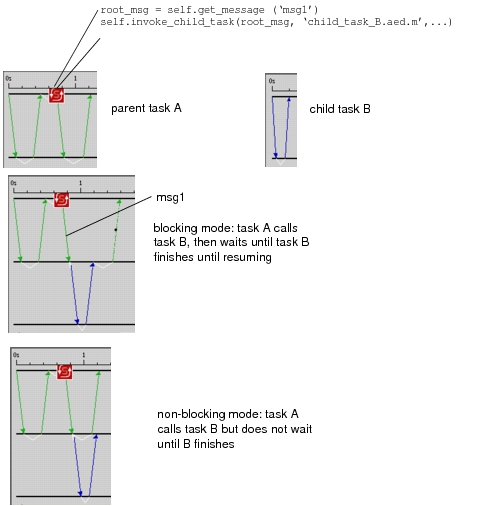 root_msg = self.get_message (‘msg1’)
self.invoke_child_task(root_msg, ‘child_task_B.aed.m’,...)
0s 1
parent task A
0s
child task B
0s 1
msg1
blocking mode: task A calls
task B, then waits until task B
finishes until resuming
0s 1
non-blocking mode: task A
calls task B but does not wait
until B finishes